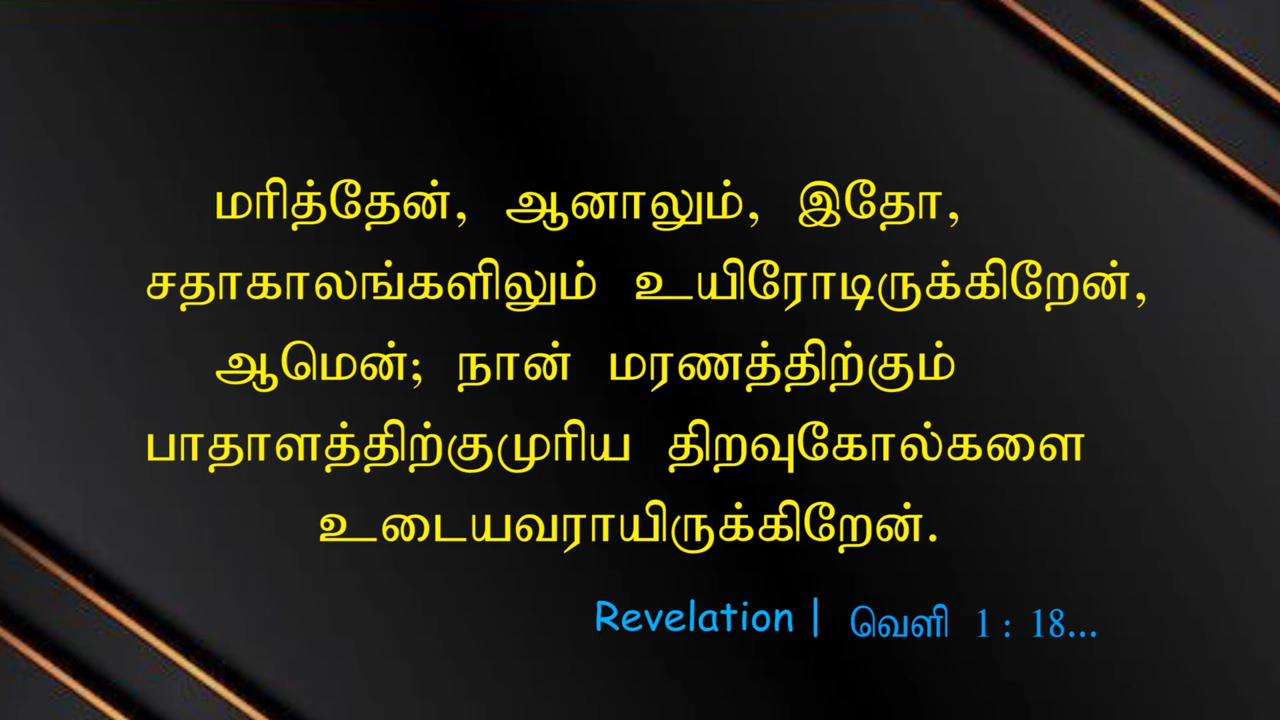 மரித்தேன், ஆனாலும், இதோ,
சதாகாலங்களிலும் உயிரோடிருக்கிறேன்,
ஆமென்; நான் மரணத்திற்கும்
பாதாளத்திற்குமுரிய திறவுகோல்களை
உடையவராயிருக்கிறேன்.
Revelation | வெளி 1 : 18...